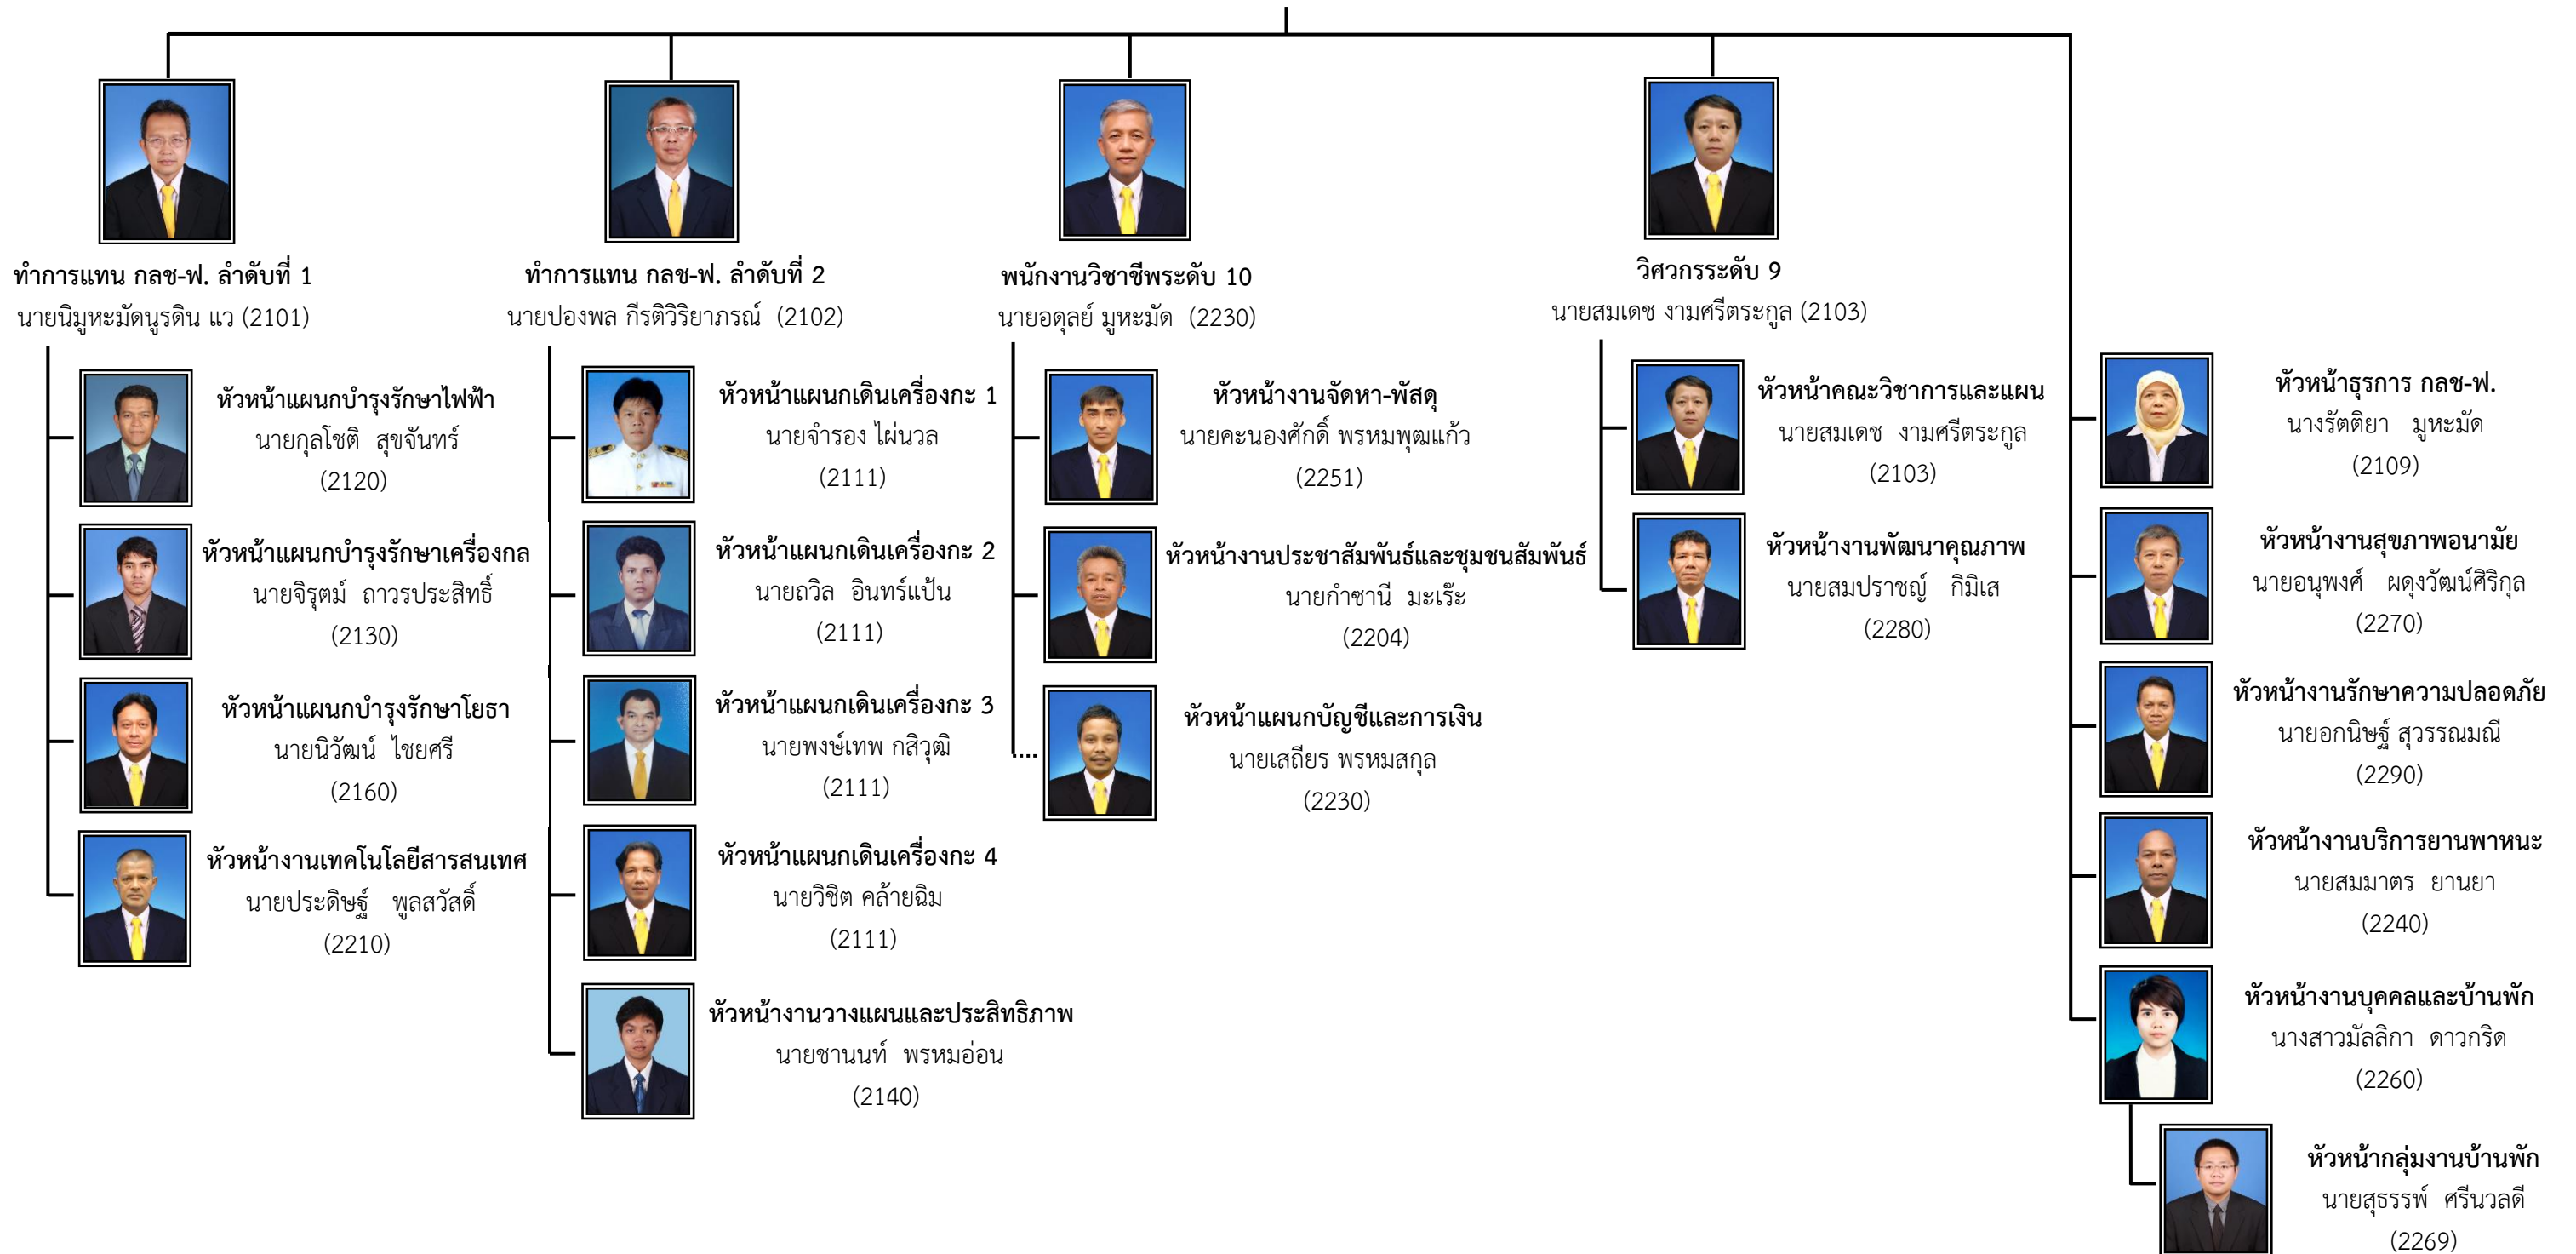 ทำการแทน กลช-ฟ. ลำดับที่ 1
นายนิมูหะมัดนูรดิน แว (2101)
หัวหน้าแผนกบำรุงรักษาไฟฟ้า
นายกุลโชติ สุขจันทร์
(2120)
หัวหน้าแผนกบำรุงรักษาเครื่องกล
นายจิรุตม์ ถาวรประสิทธิ์
(2130)
หัวหน้าแผนกบำรุงรักษาโยธา
นายนิวัฒน์ ไชยศรี
(2160)
หัวหน้างานเทคโนโลยีสารสนเทศ
นายประดิษฐ์ พูลสวัสดิ์
(2210)
ทำการแทน กลช-ฟ. ลำดับที่ 2
นายปองพล กีรติวิริยาภรณ์ (2102)
หัวหน้าแผนกเดินเครื่องกะ 1
นายจำรอง ไผ่นวล
(2111)
หัวหน้าแผนกเดินเครื่องกะ 2
นายถวิล อินทร์แป้น
(2111)
หัวหน้าแผนกเดินเครื่องกะ 3
นายพงษ์เทพ กสิวุฒิ
(2111)
หัวหน้าแผนกเดินเครื่องกะ 4
นายวิชิต คล้ายฉิม
(2111)
หัวหน้างานวางแผนและประสิทธิภาพ
นายชานนท์ พรหมอ่อน
(2140)
พนักงานวิชาชีพระดับ 10
นายอดุลย์ มูหะมัด (2230)
หัวหน้างานจัดหา-พัสดุ
นายคะนองศักดิ์ พรหมพุฒแก้ว
(2251)
หัวหน้างานประชาสัมพันธ์และชุมชนสัมพันธ์
นายกำซานี มะเร๊ะ
(2204)
หัวหน้าแผนกบัญชีและการเงิน
นายเสถียร พรหมสกุล
(2230)
วิศวกรระดับ 9
นายสมเดช งามศรีตระกูล (2103)
หัวหน้าคณะวิชาการและแผน
นายสมเดช งามศรีตระกูล
(2103)
หัวหน้างานพัฒนาคุณภาพ
นายสมปราชญ์ กิมิเส
(2280)
หัวหน้าธุรการ กลช-ฟ.
นางรัตติยา มูหะมัด
(2109)
หัวหน้างานสุขภาพอนามัย
นายอนุพงศ์ ผดุงวัฒน์ศิริกุล
(2270)
หัวหน้างานรักษาความปลอดภัย
นายอกนิษฐ์ สุวรรณมณี
(2290)
หัวหน้างานบริการยานพาหนะ
นายสมมาตร ยานยา
(2240)
หัวหน้างานบุคคลและบ้านพัก
นางสาวมัลลิกา ดาวกริด
(2260)
หัวหน้ากลุ่มงานบ้านพัก
นายสุธรรพ์ ศรีนวลดี
(2269)